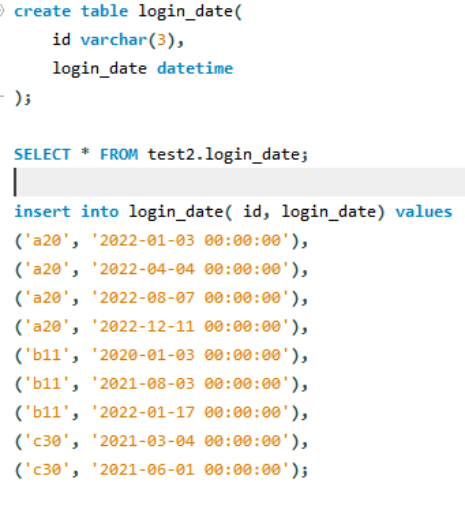 create table login_date(
id varchar(3),
login_date datetime
);
SELECT * FROM test2.login_date;
insert into login_date( id, login_date) values
('a20', '2022-01-03 00:00:00'),
('a20', '2022-04-04 00:00:00'),
('a20', '2022-08-07 00:00:00'),
('a20', '2022-12-11 00:00:00'),
('b11', '2020-01-03 00:00:00'),
('b11', '2021-08-03 00:00:00'),
('b11', '2022-01-17 00:00:00'),
('c30', '2021-03-04 00:00:00'),
('c30', '2021-06-01 00:00:00');